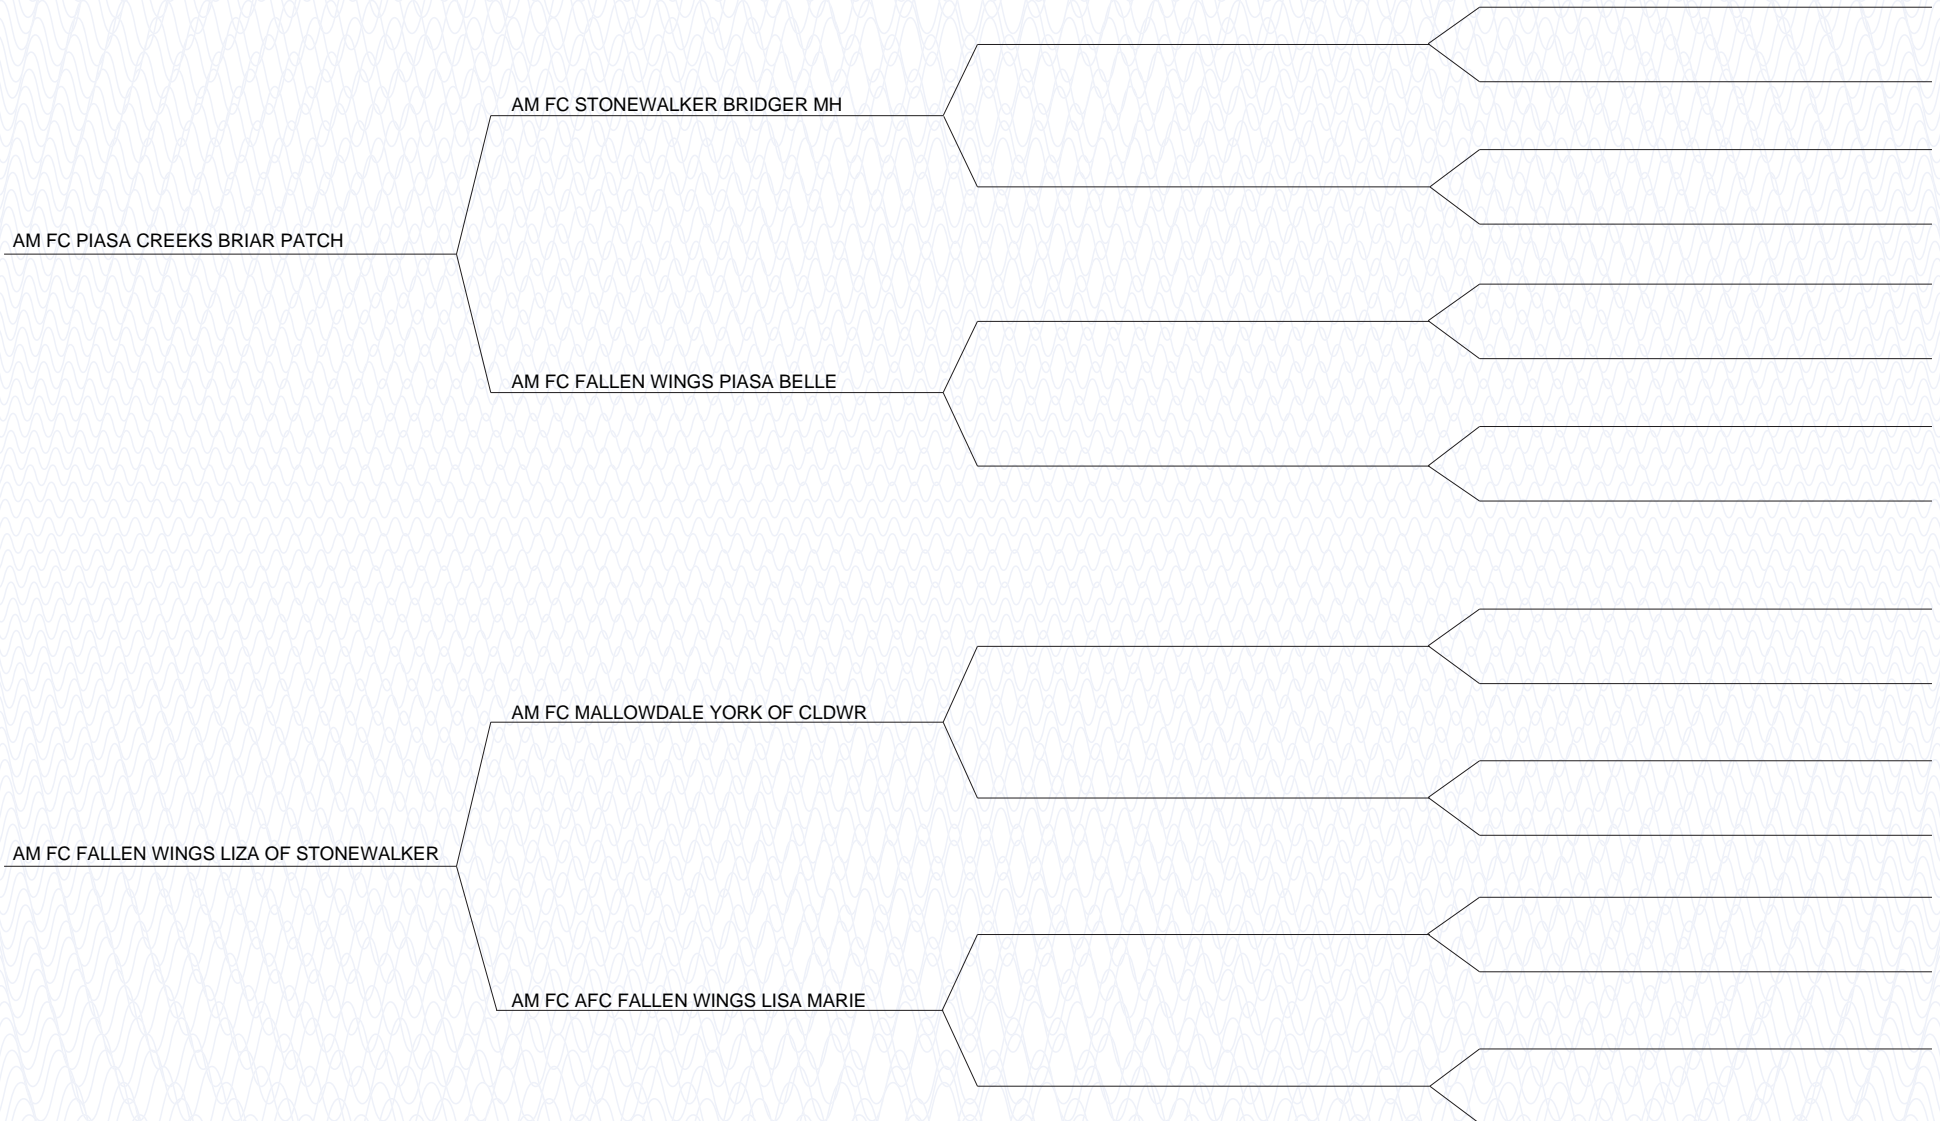 AM FC STONEWALKER BRIDGER MH
AM FC PIASA CREEKS BRIAR PATCH
AM FC FALLEN WINGS PIASA BELLE
AM FC MALLOWDALE YORK OF CLDWR
AM FC FALLEN WINGS LIZA OF STONEWALKER
AM FC AFC FALLEN WINGS LISA MARIE